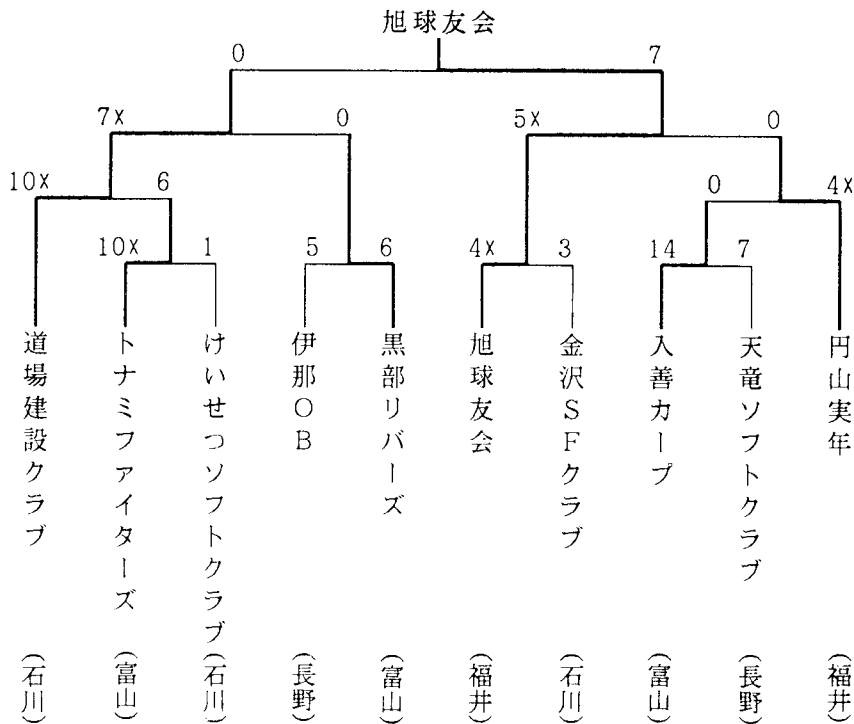 旭球友会
0 7
7x 0 5x 0
10x 6 0 4x
10x 1 5 6 4x 3 14 7
道場建設クラブ (石川)
トナミファイターズ (富山)
けいせつソフトクラブ (石川)
伊那OB (長野)
黒部リバーズ (富山)
旭球友会 (福井)
金沢SFクラブ (石川)
入善カープ (富山)
天竜ソフトクラブ (長野)
円山実年 (福井)